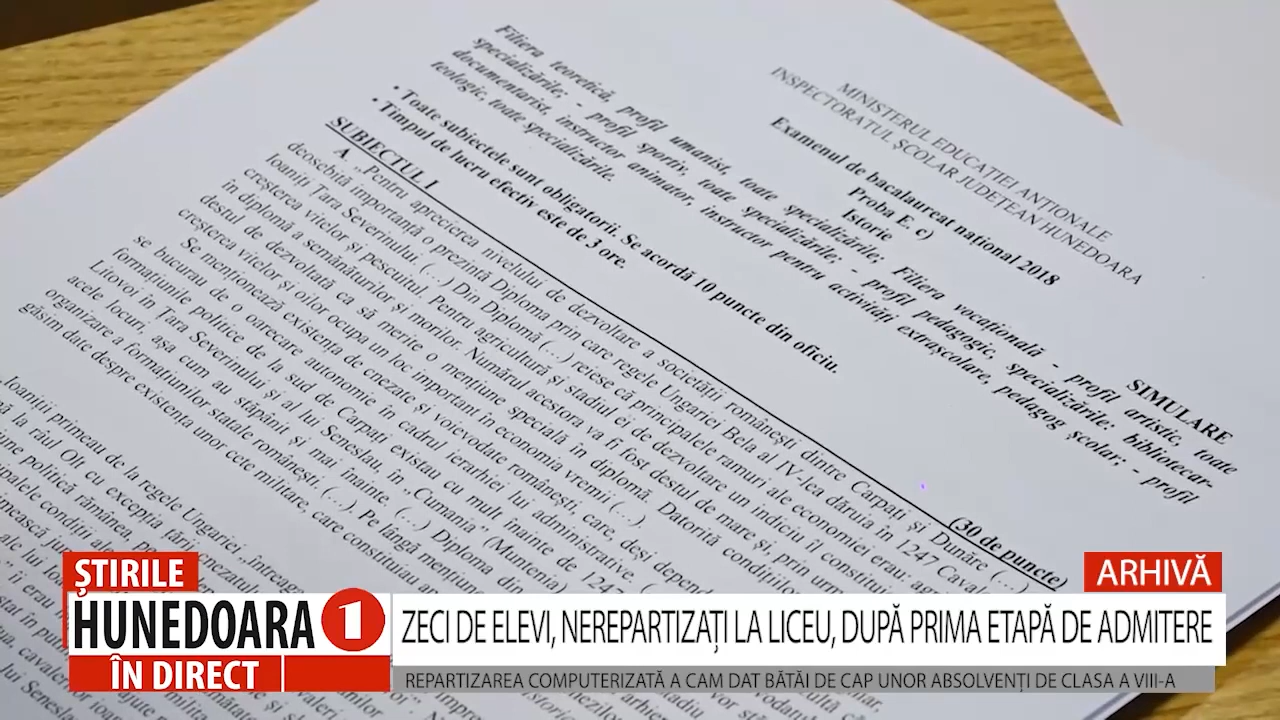 MINISTERUL EDUCAȚIEI ANTIONALE
INSPECTORATUL ȘCOLAR JUDEȚEAN HUNEDOARA
Examenul de bacalaureat național 2018
Proba E. c)
Istorie
SIMULARE
Filiera teoretică, profil umanist, toate specializările; Filiera vocațională - profil artistic, toate
specializările; - profil sportiv, toate specializările; - profil pedagogic, specializările: bibliotecar-
documentarist, instructor animator, instructor pentru activități extrașcolare, pedagog școlar; - profil
teologic, toate specializările.
• Toate subiectele sunt obligatorii. Se acordă 10 puncte din oficiu.
• Timpul de lucru efectiv este de 3 ore.
SUBIECTUL I (30 de puncte)
A. „Pentru aprecierea nivelului de dezvoltare a societății românești dintre Carpați și Dunăre (…)
deosebită importanță o prezintă Diploma prin care regele Ungariei Bela al IV-lea dăruia în 1247 Caval
Ioaniți Țara Severinului. (…) Din Diplomă (…) reiese că principalele ramuri ale economiei erau: agri
creșterea vitelor și pescuitul. Pentru agricultură și stadiul ei de dezvoltare un indiciu îl constitui
în diplomă a semănăturilor și morilor. Numărul acestora va fi fost destul de mare și, prin urm
destul de dezvoltată ca să merite o mențiune specială în diplomă. Datorită condiții
creșterea vitelor și oilor ocupa un loc important în economia vremii (…).
Se menționează existența de cnezate și voievodate românești, care, deși depend
se bucurau de o oarecare autonomie în cadrul ierarhiei lui administrative. (
formațiunile politice de la sud de Carpați existau cu mult înainte de 124
Litovoi în Țara Severinului și al lui Seneslau, în „Cumania” (Muntenia)
acele locuri, așa cum au stăpânit și mai înainte. (…) Diploma
organizare a formațiunilor statale românești. (…) Pe lângă mențiun
găsim date despre existența unor cete militare, care constituiau
Ioaniții primeau de la regele Ungariei, întreag
la râul Olt cu excepția țării cnezatul
politică rămânea, pe
ȘTIRILE
HUNEDOARA 1
ÎN DIRECT
ARHIVĂ
ZECI DE ELEVI, NEREPARTIZAȚI LA LICEU, DUPĂ PRIMA ETAPĂ DE ADMITERE
REPARTIZAREA COMPUTERIZATĂ A CAM DAT BĂTĂI DE CAP UNOR ABSOLVENȚI DE CLASA A VIII-A